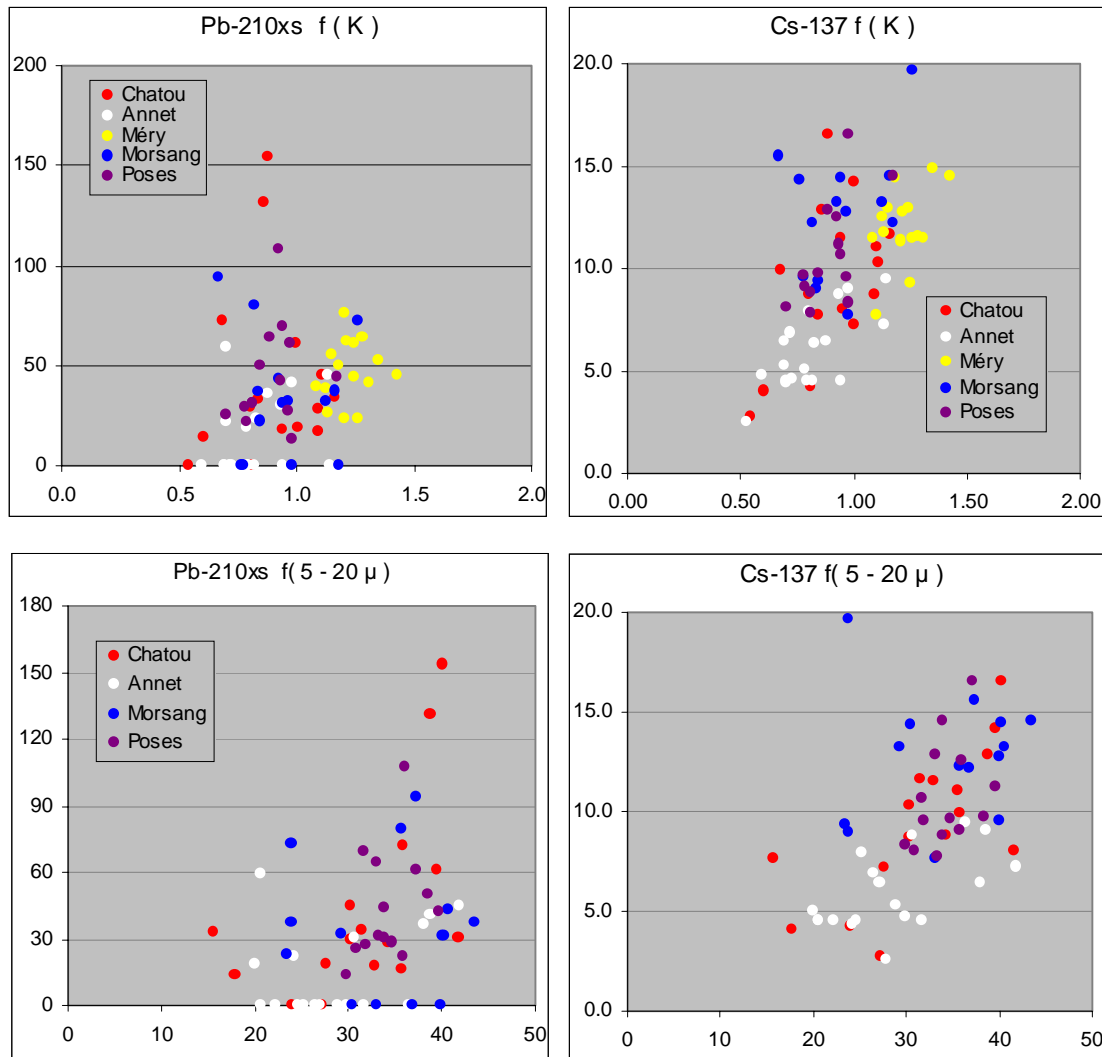 Pb-210xs f ( K )
200
150
100
50
0
0.0 0.5 1.0 1.5 2.0
Chatou
Annet
Méry
Morsang
Poses
Cs-137 f ( K )
20.0
15.0
10.0
5.0
0.0
0.00 0.50 1.00 1.50 2.00
Chatou
Annet
Méry
Morsang
Poses
Pb-210xs f( 5 - 20 µ )
180
150
120
90
60
30
0
0 10 20 30 40 50
Chatou
Annet
Morsang
Poses
Cs-137 f( 5 - 20 µ )
20.0
15.0
10.0
5.0
0.0
0 10 20 30 40 50